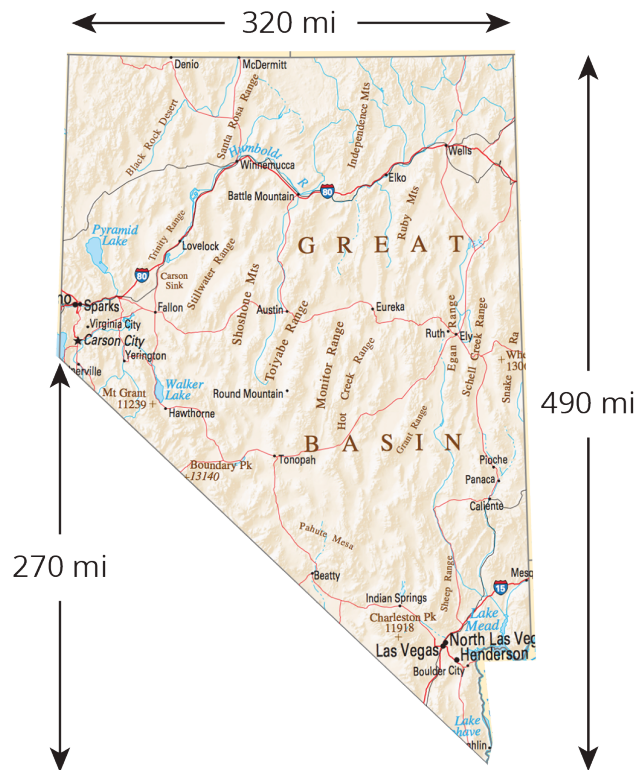 320 mi
Denio
McDermitt
Black Rock Desert
Santa Rosa Range
Independence Mts
Humboldt
R
Winnemucca
Wells
Elko
80
Battle Mountain
Ruby Mts
Pyramid
Lake
Trinity Range
Lovelock
GREAT
80
Carson
Sink
Stillwater Range
Shoshone Mts
Sparks
Fallon
Austin
Eureka
Toiyabe Range
Virginia City
Carson City
Ruth
Ely
Egan Range
Schell Creek Range
Snake Ra
Yerington
Monitor Range
Hot Creek Range
490 mi
Walker
Lake
Mt Grant
11239
Hawthorne
Round Mountain
Grant Range
BASIN
Boundary Pk
13140
Tonopah
Pioche
Panaca
Caliente
Pahute Mesa
270 mi
Beatty
Sheep Range
15
Indian Springs
Charleston Pk
11918
Lake
Mead
North Las Veg
Las Vegas
Henderson
Boulder City
Lake